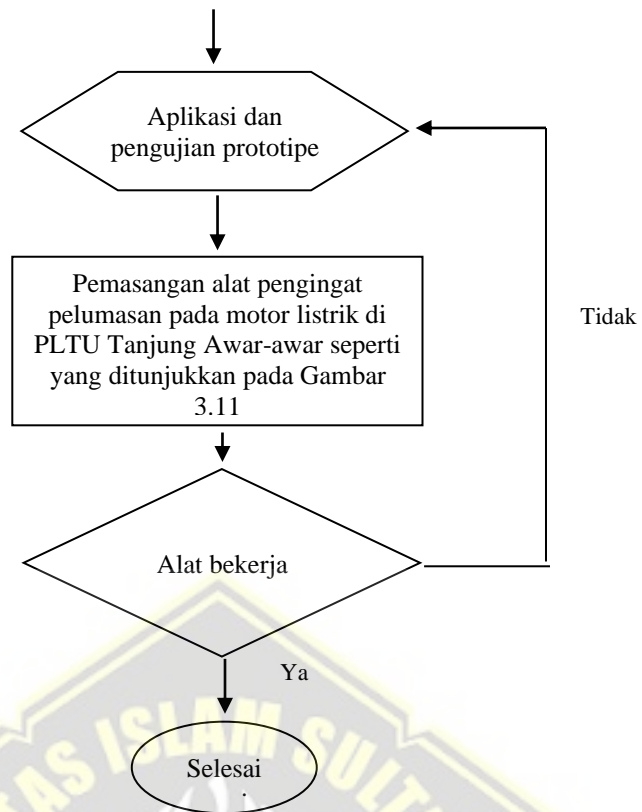 Aplikasi dan
pengujian prototipe
Pemasangan alat pengingat
pelumasan pada motor listrik di
PLTU Tanjung Awar-awar seperti
yang ditunjukkan pada Gambar
3.11
Tidak
Alat bekerja
Ya
Selesai
.
ISLAM